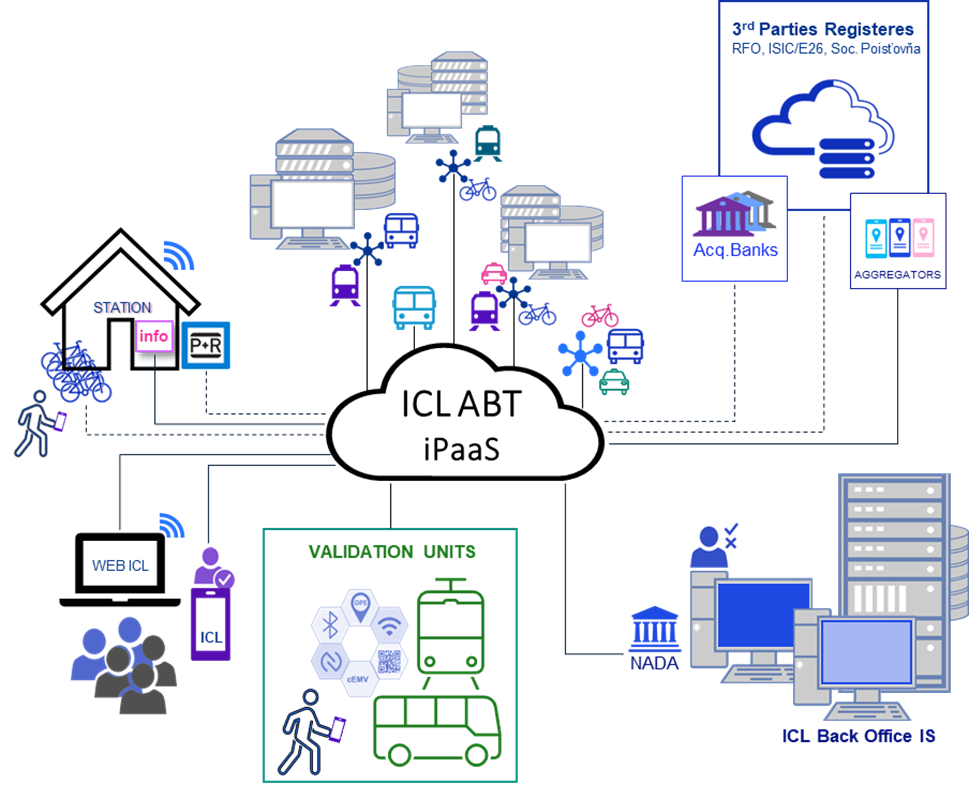 3rd Parties Registeres
RFO, ISIC/E26, Soc. Poisťovňa
Acq.Banks
AGGREGATORS
STATION
info
P+R
ICL ABT
iPaaS
WEB ICL
ICL
VALIDATION UNITS
GPS
cEMV
NADA
ICL Back Office IS